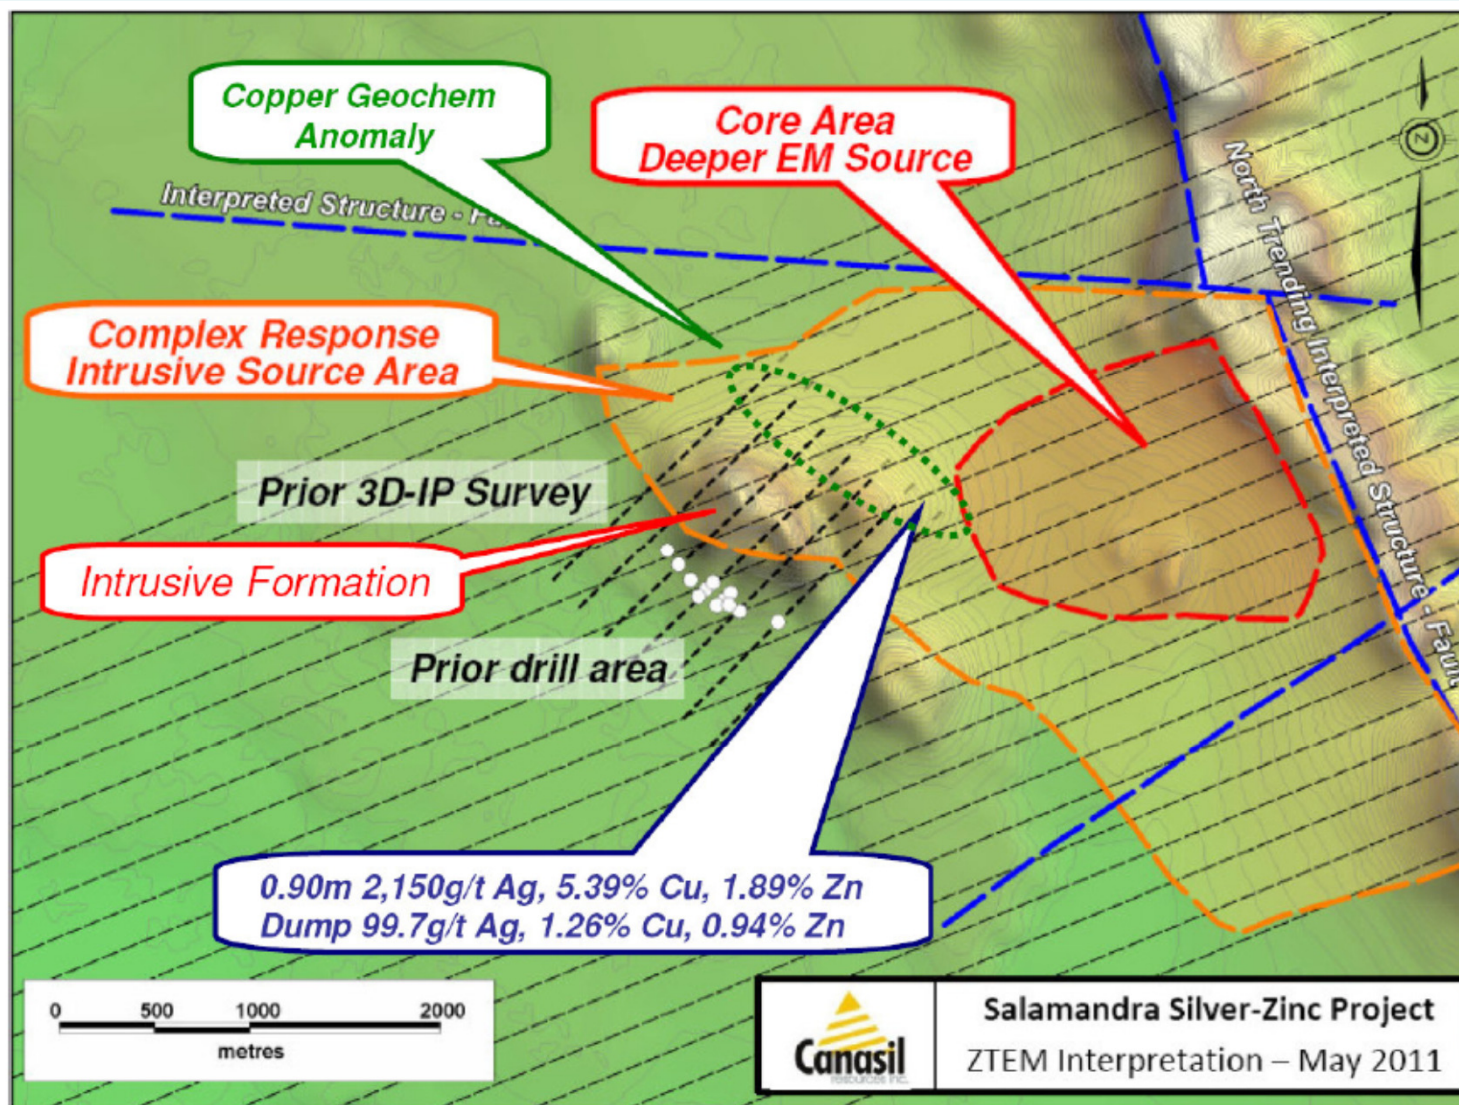 Copper Geochem
Anomaly
Core Area
Deeper EM Source
Interpreted Structure - Fa
North Trending Interpreted Structure - Fault
Z
Complex Response
Intrusive Source Area
Prior 3D-IP Survey
Intrusive Formation
Prior drill area
0.90m 2,150g/t Ag, 5.39% Cu, 1.89% Zn
Dump 99.7g/t Ag, 1.26% Cu, 0.94% Zn
0 500 1000 2000
metres
Canasil
resources inc.
Salamandra Silver-Zinc Project
ZTEM Interpretation – May 2011